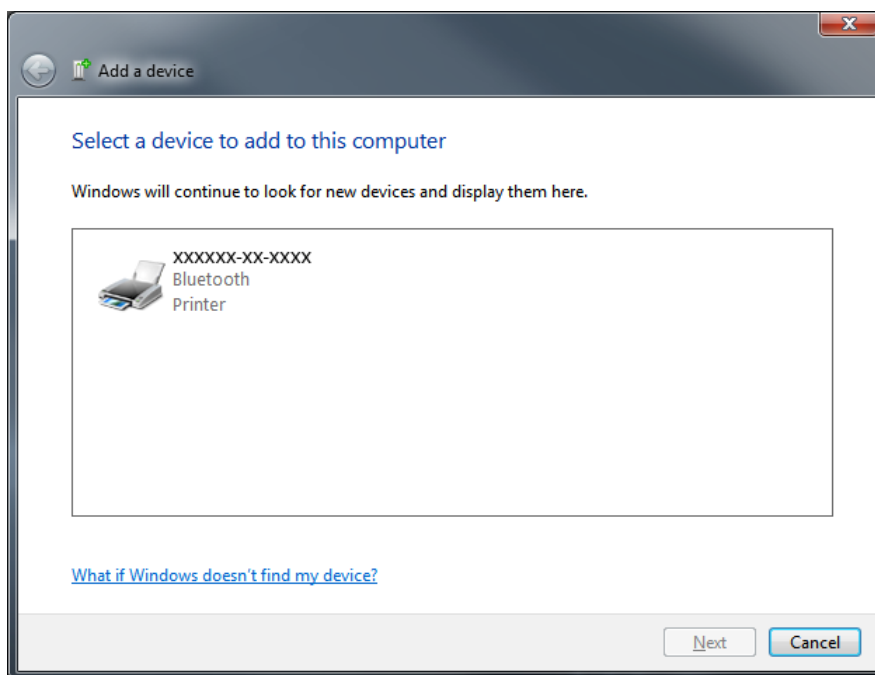 Add a device
Select a device to add to this computer
Windows will continue to look for new devices and display them here.
XXXXXX-XX-XXXX
Bluetooth
Printer
What if Windows doesn't find my device?
Next
Cancel